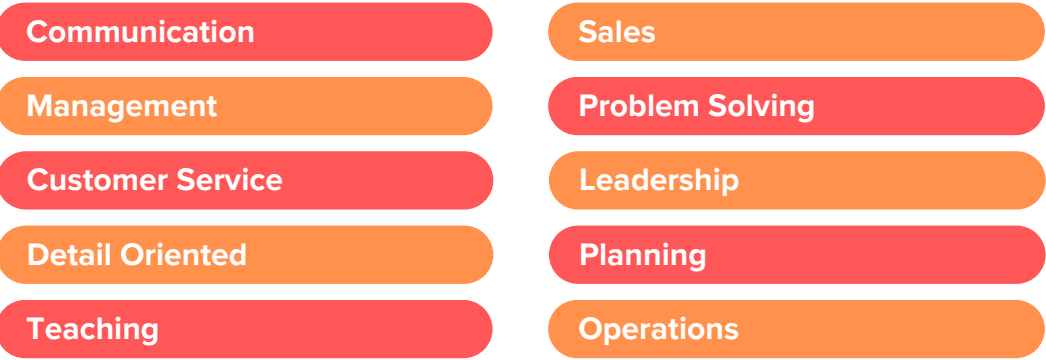 Communication
Management
Customer Service
Detail Oriented
Teaching
Sales
Problem Solving
Leadership
Planning
Operations